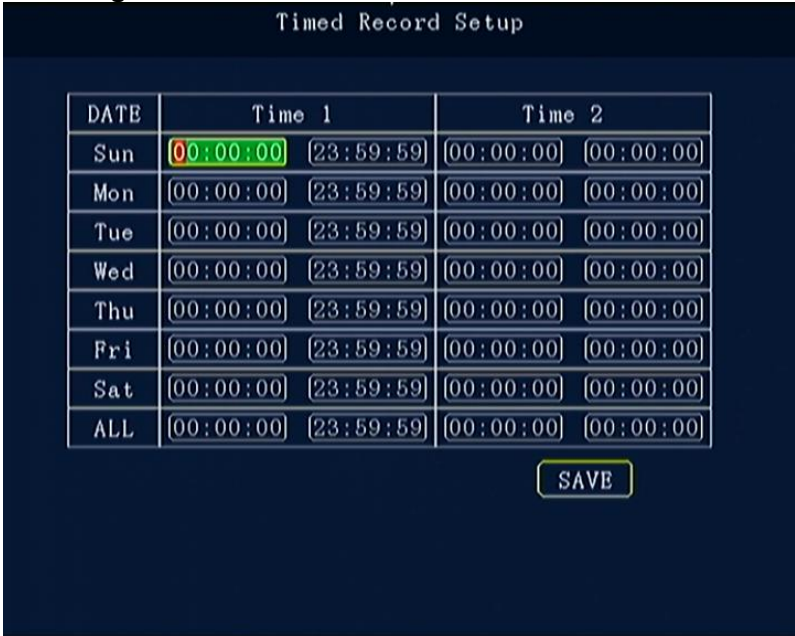 Timed Record Setup
DATE Time 1 Time 2
Sun 00:00:00 23:59:59 00:00:00 00:00:00
Mon 00:00:00 23:59:59 00:00:00 00:00:00
Tue 00:00:00 23:59:59 00:00:00 00:00:00
Wed 00:00:00 23:59:59 00:00:00 00:00:00
Thu 00:00:00 23:59:59 00:00:00 00:00:00
Fri 00:00:00 23:59:59 00:00:00 00:00:00
Sat 00:00:00 23:59:59 00:00:00 00:00:00
ALL 00:00:00 23:59:59 00:00:00 00:00:00
SAVE